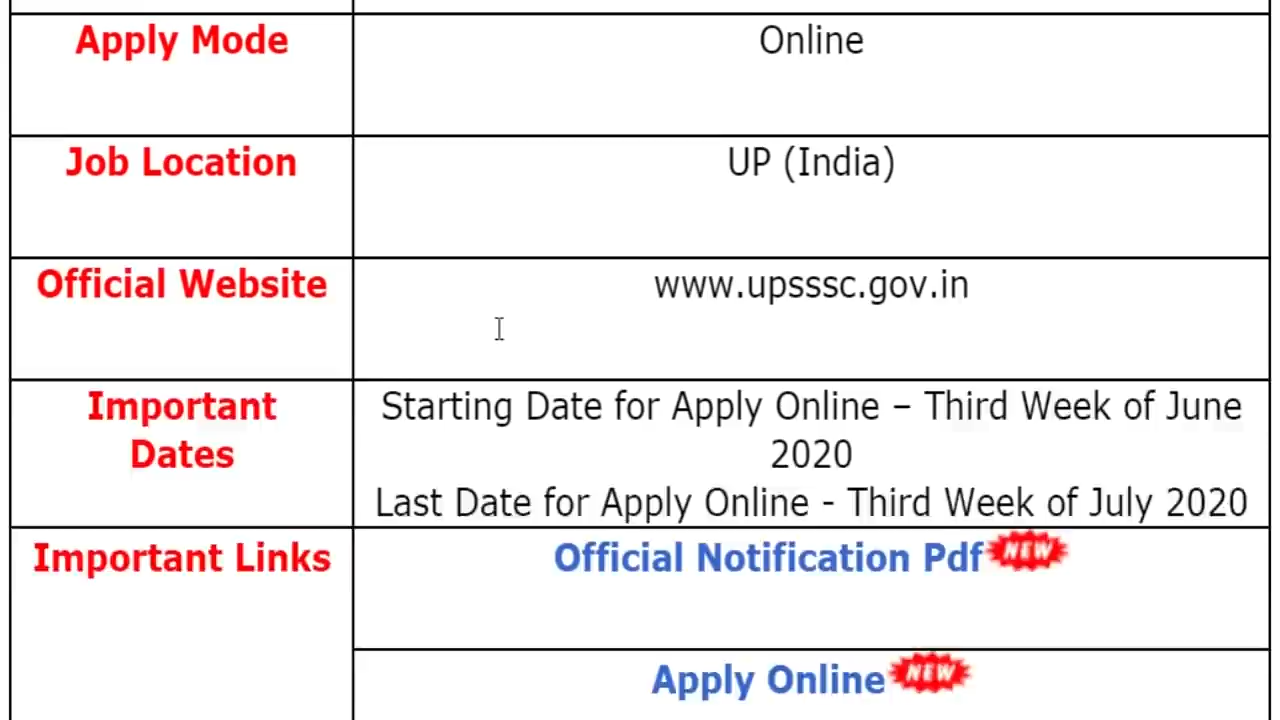 Apply Mode
Online
Job Location
UP (India)
Official Website
www.upsssc.gov.in
Important
Dates
Starting Date for Apply Online – Third Week of June
2020
Last Date for Apply Online - Third Week of July 2020
Important Links
Official Notification Pdf NEW
Apply Online NEW